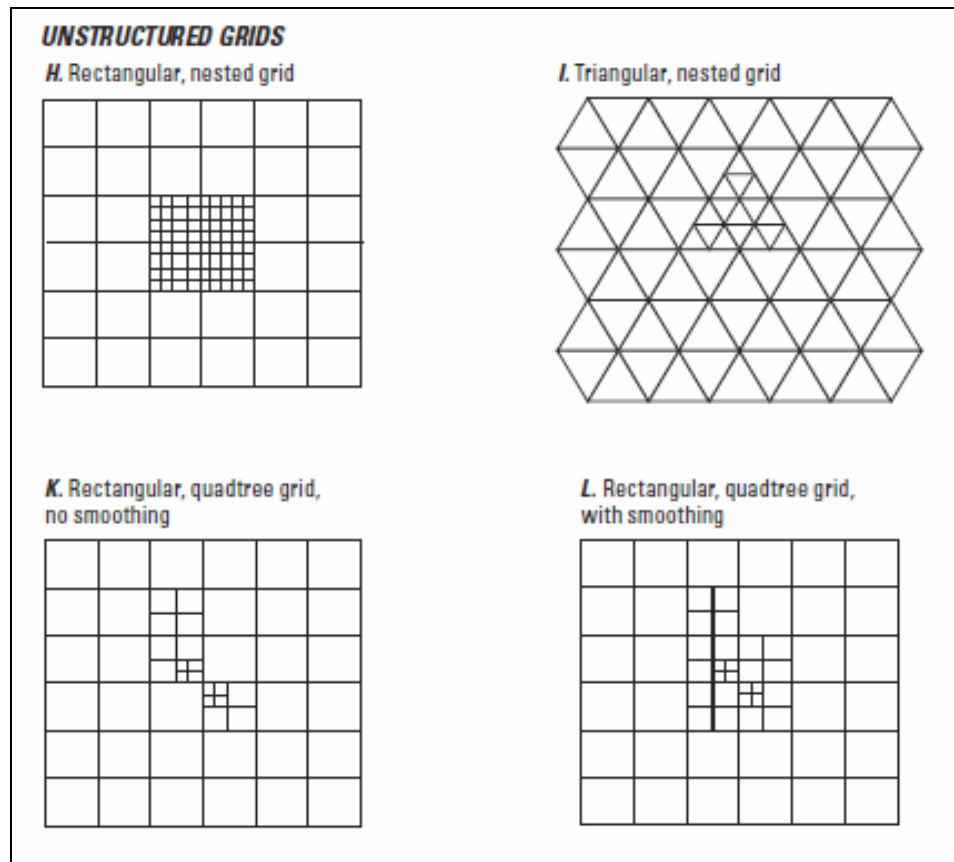 UNSTRUCTURED GRIDS
H. Rectangular, nested grid
I. Triangular, nested grid
K. Rectangular, quadtree grid,
no smoothing
L. Rectangular, quadtree grid,
with smoothing